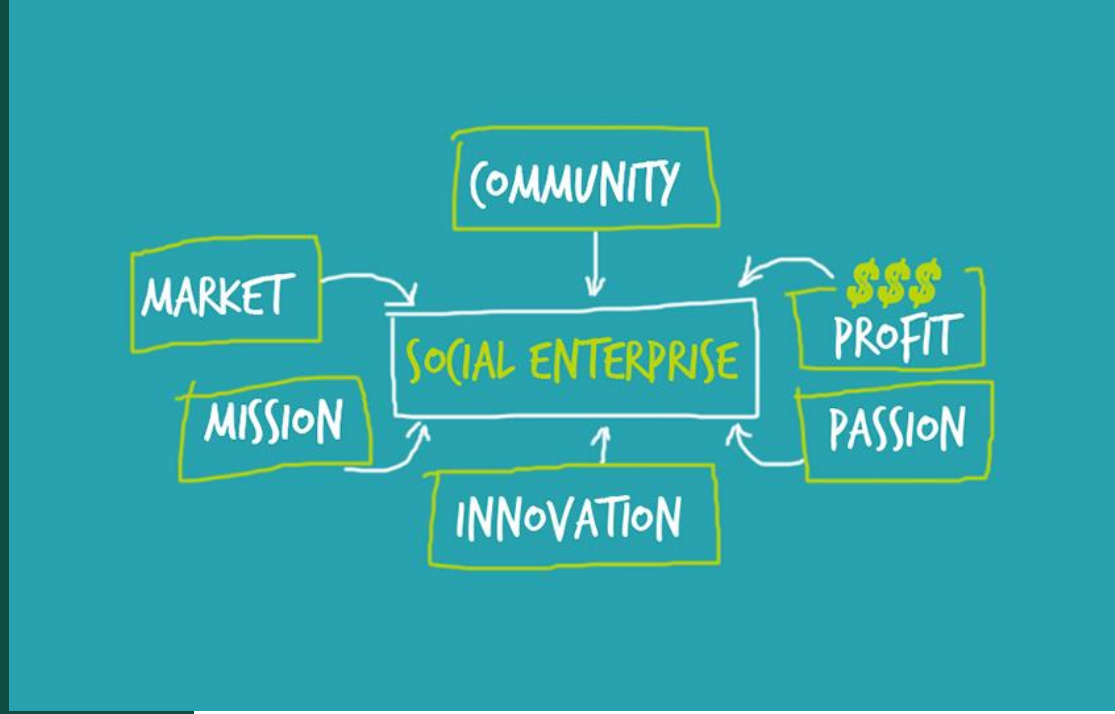 COMMUNITY
MARKET
$$$
PROFIT
SOCIAL ENTERPRISE
MISSION
PASSION
INNOVATION